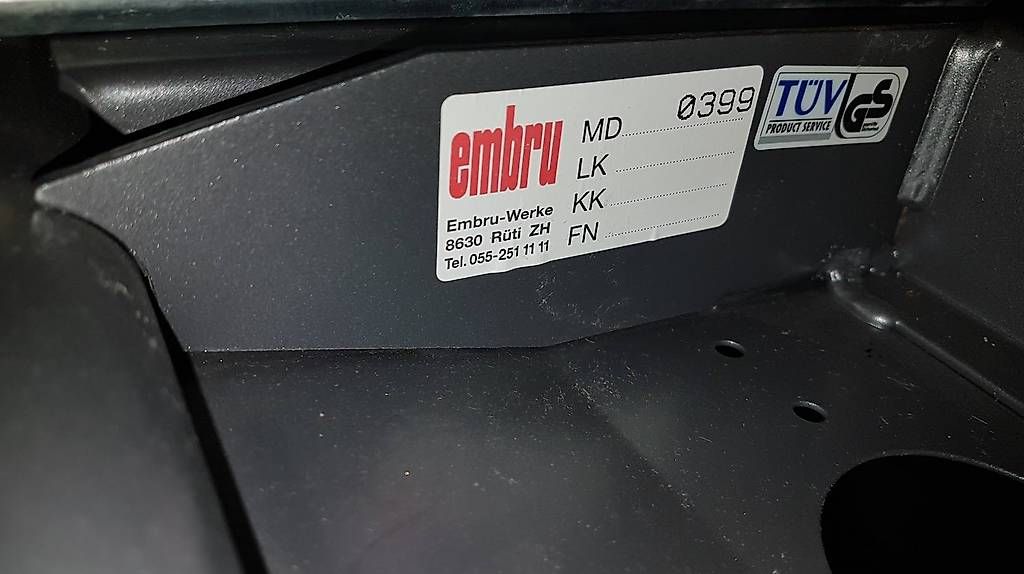 embru
Embru-Werke
8630 Rüti ZH
Tel. 055-251 11 11
MD 0399
LK
KK
FN
TÜV
PRODUCT SERVICE
GS